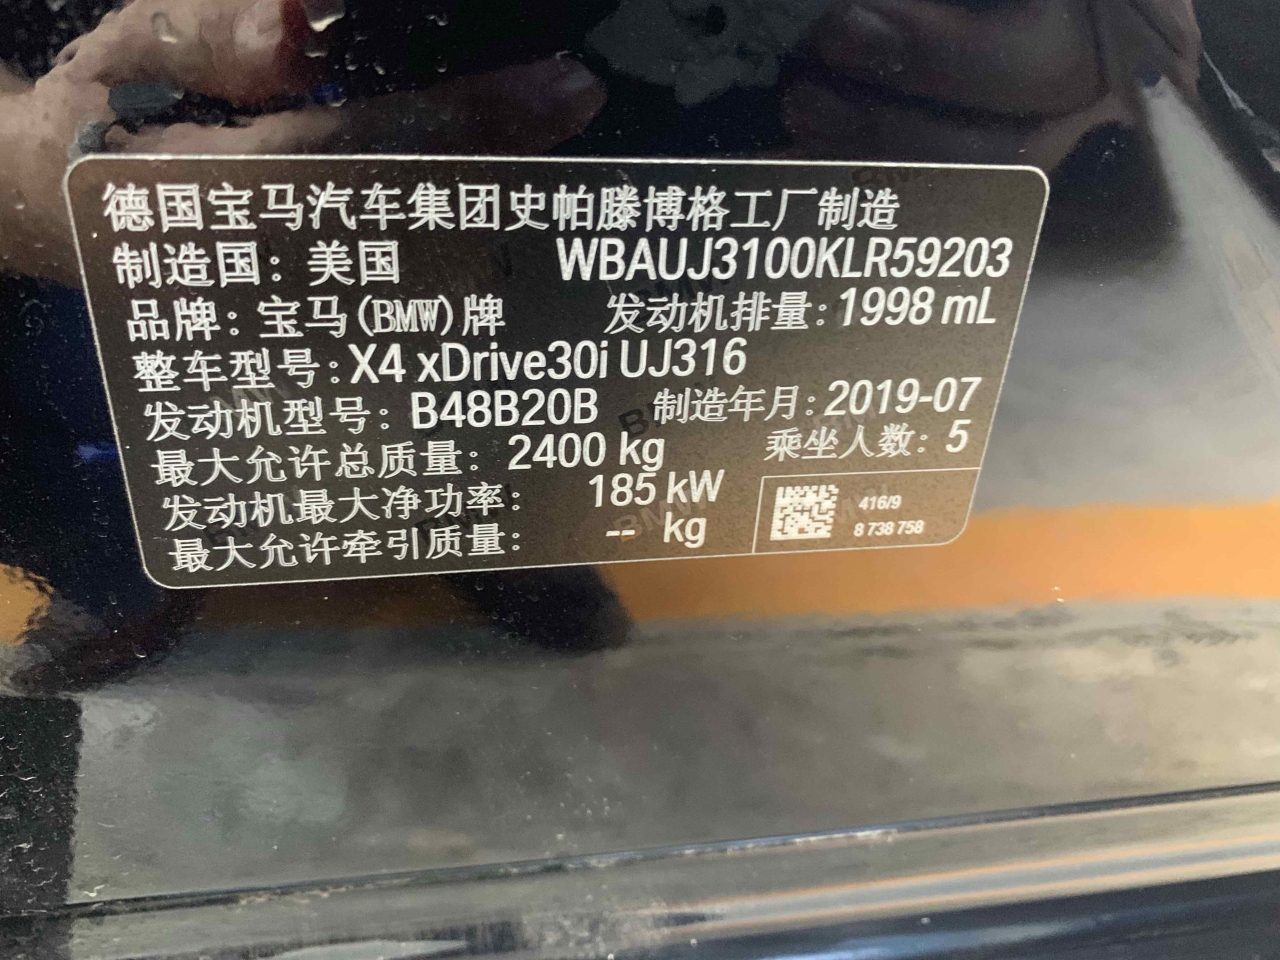 德国宝马汽车集团史帕滕博格工厂制造
制造国：美国 WBAUJ3100KLR59203
品牌：宝马(BMW)牌 发动机排量：1998 mL
整车型号：X4 xDrive30i UJ316
发动机型号：B48B20B 制造年月：2019-07
最大允许总质量：2400 kg 乘坐人数：5
发动机最大净功率：185 kW
最大允许牵引质量：-- kg
416/9
8 738 758